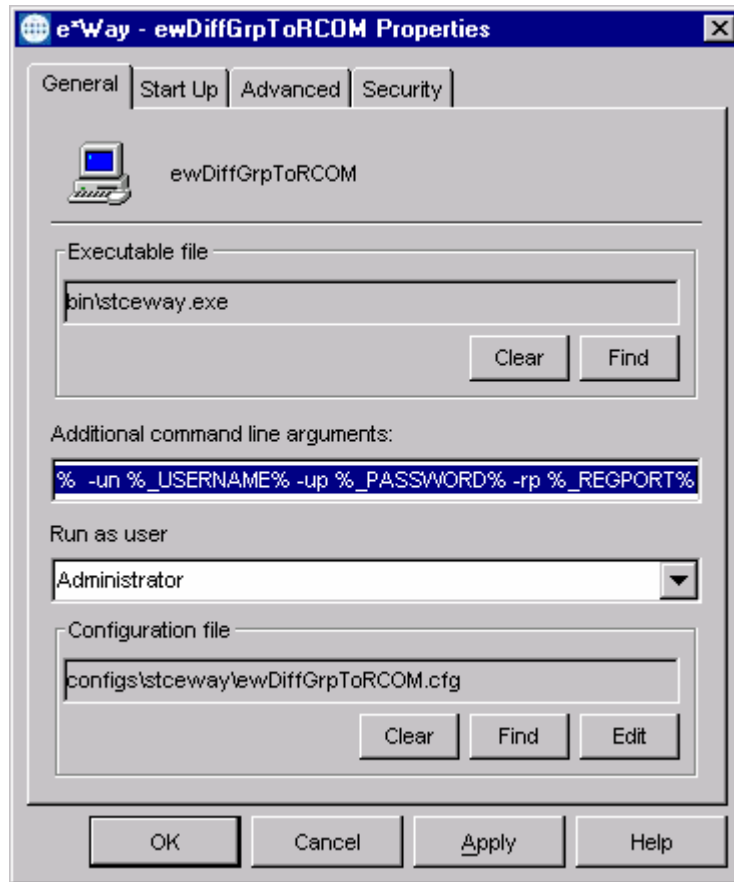 e*Way - ewDiffGrpToRCOM Properties
General Start Up Advanced Security
ewDiffGrpToRCOM
Executable file
bin\stceway.exe
Clear Find
Additional command line arguments:
% -un %_USERNAME% -up %_PASSWORD% -rp %_REGPORT%
Run as user
Administrator
Configuration file
configs\stceway\ewDiffGrpToRCOM.cfg
Clear Find Edit
OK Cancel Apply Help